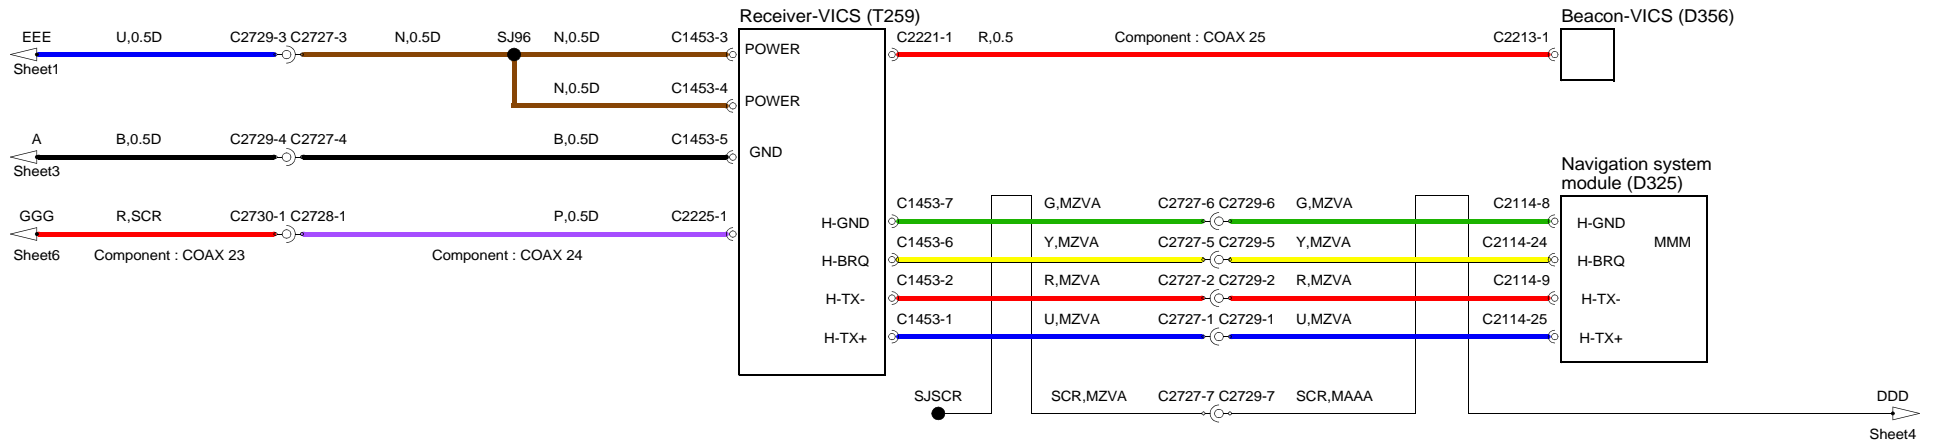 Receiver-VICS (T259)
Beacon-VICS (D356)
EEE U,0.5D C2729-3 C2727-3 N,0.5D SJ96 N,0.5D C1453-3
POWER
C2221-1 R,0.5 Component : COAX 25 C2213-1
Sheet1
N,0.5D C1453-4
POWER
A B,0.5D C2729-4 C2727-4 B,0.5D C1453-5
GND
Sheet3
Navigation system
module (D325)
GGG R,SCR C2730-1 C2728-1 P,0.5D C2225-1
Sheet6 Component : COAX 23 Component : COAX 24
C1453-7 G,MZVA C2727-6 C2729-6 G,MZVA C2114-8
H-GND H-GND
C1453-6 Y,MZVA C2727-5 C2729-5 Y,MZVA C2114-24
MMM
H-BRQ H-BRQ
C1453-2 R,MZVA C2727-2 C2729-2 R,MZVA C2114-9
H-TX- H-TX-
C1453-1 U,MZVA C2727-1 C2729-1 U,MZVA C2114-25
H-TX+ H-TX+
SJSCR SCR,MZVA C2727-7 C2729-7 SCR,MAAA DDD
Sheet4